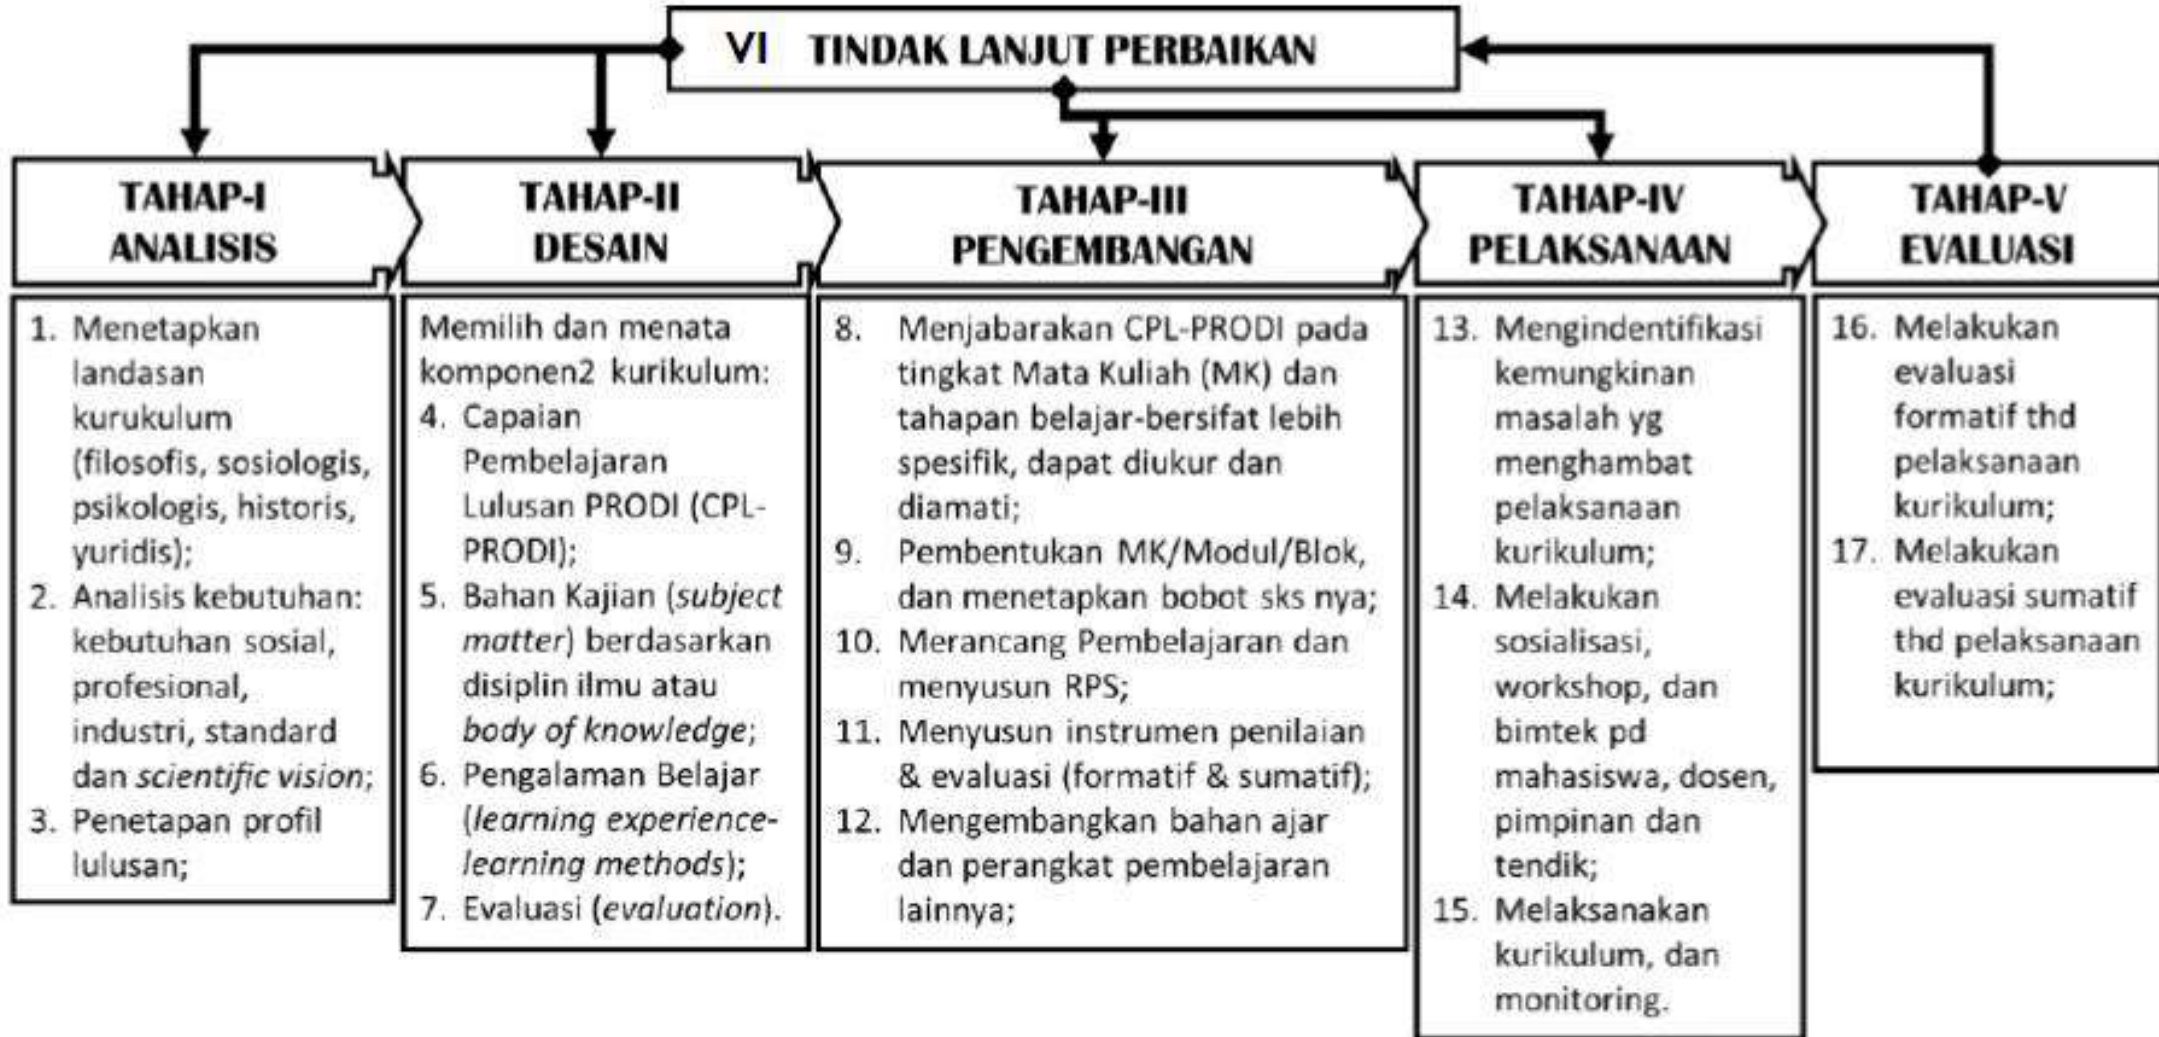 VI TINDAK LANJUT PERBAIKAN
TAHAP-I
ANALISIS
1. Menetapkan
landasan
kurukulum
(filosofis, sosiologis,
psikologis, historis,
yuridis);
2. Analisis kebutuhan:
kebutuhan sosial,
profesional,
industri, standard
dan scientific vision;
3. Penetapan profil
lulusan;
TAHAP-II
DESAIN
Memilih dan menata
komponen2 kurikulum:
4. Capaian
Pembelajaran
Lulusan PRODI (CPL-
PRODI);
5. Bahan Kajian (subject
matter) berdasarkan
disiplin ilmu atau
body of knowledge;
6. Pengalaman Belajar
(learning experience-
learning methods);
7. Evaluasi (evaluation).
TAHAP-III
PENGEMBANGAN
8. Menjabarakan CPL-PRODI pada
tingkat Mata Kuliah (MK) dan
tahapan belajar-bersifat lebih
spesifik, dapat diukur dan
diamati;
9. Pembentukan MK/Modul/Blok,
dan menetapkan bobot sks nya;
10. Merancang Pembelajaran dan
menyusun RPS;
11. Menyusun instrumen penilaian
& evaluasi (formatif & sumatif);
12. Mengembangkan bahan ajar
dan perangkat pembelajaran
lainnya;
TAHAP-IV
PELAKSANAAN
13. Mengindentifikasi
kemungkinan
masalah yg
menghambat
pelaksanaan
kurikulum;
14. Melakukan
sosialisasi,
workshop, dan
bimtek pd
mahasiswa, dosen,
pimpinan dan
tendik;
15. Melaksanakan
kurikulum, dan
monitoring.
TAHAP-V
EVALUASI
16. Melakukan
evaluasi
formatif thd
pelaksanaan
kurikulum;
17. Melakukan
evaluasi sumatif
thd pelaksanaan
kurikulum;